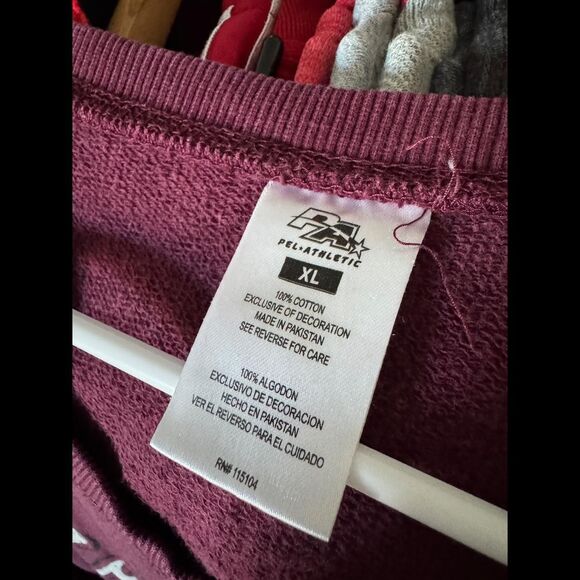 PA
PEL★ATHLETIC
XL
100% COTTON
EXCLUSIVE OF DECORATION
MADE IN PAKISTAN
SEE REVERSE FOR CARE
100% ALGODON
EXCLUSIVO DE DECORACION
HECHO EN PAKISTAN
VER EL REVERSO PARA EL CUIDADO
RN# 115104